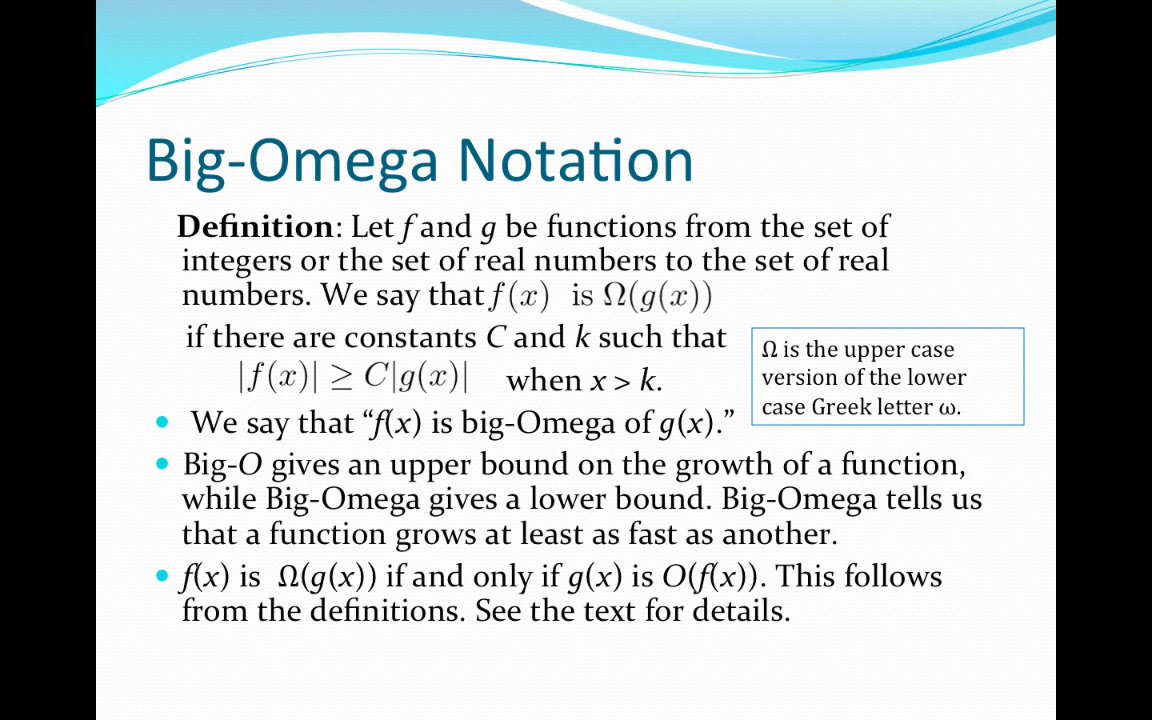 Big-Omega Notation
Definition: Let f and g be functions from the set of
integers or the set of real numbers to the set of real
numbers. We say that f(x) is Ω(g(x))
if there are constants C and k such that
|f(x)| ≥ C|g(x)| when x > k.
Ω is the upper case
version of the lower
case Greek letter ω.
• We say that “f(x) is big-Omega of g(x).”
• Big-O gives an upper bound on the growth of a function,
while Big-Omega gives a lower bound. Big-Omega tells us
that a function grows at least as fast as another.
• f(x) is Ω(g(x)) if and only if g(x) is O(f(x)). This follows
from the definitions. See the text for details.